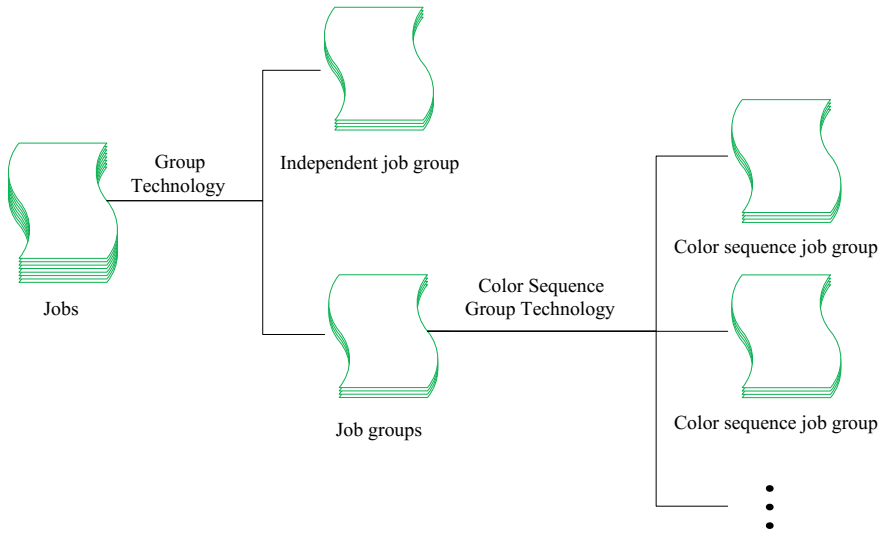 Group
Technology
Independent job group
Jobs
Color Sequence
Group Technology
Job groups
Color sequence job group
Color sequence job group